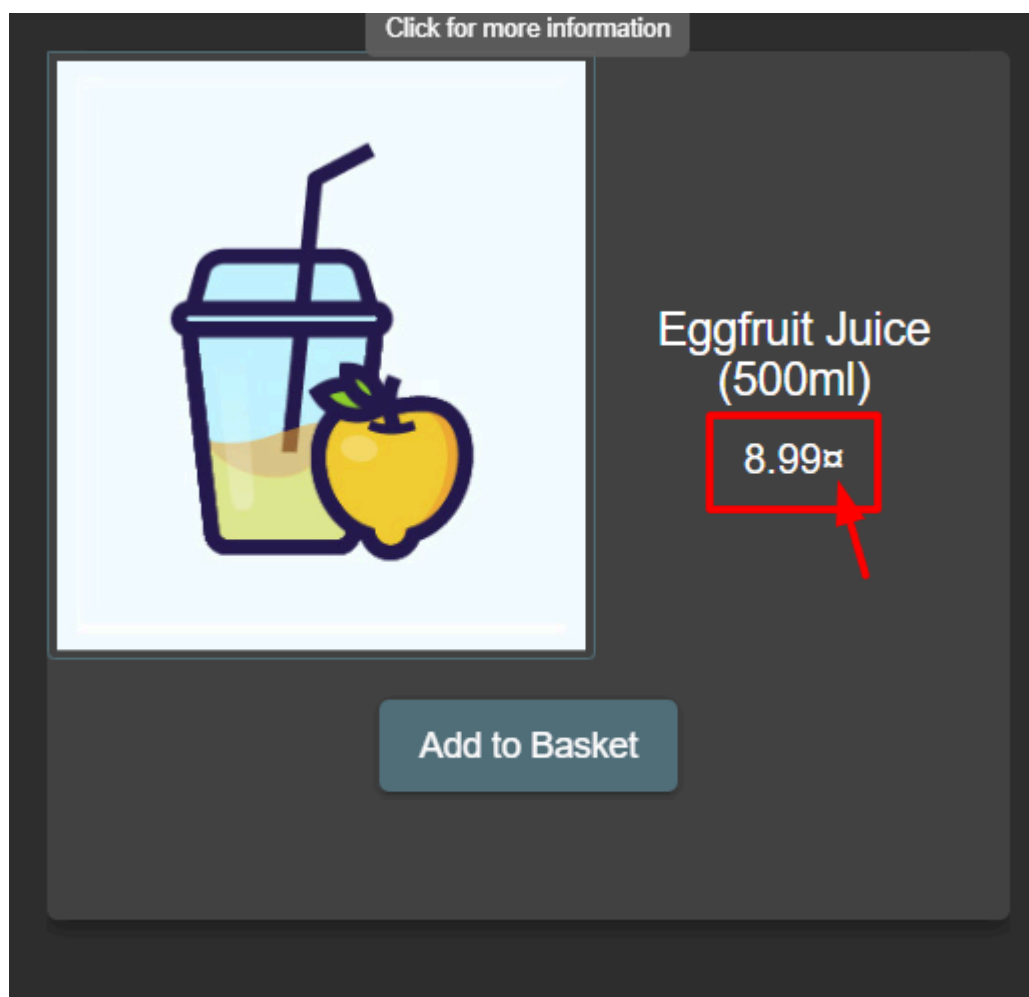 Click for more information
Eggfruit Juice
(500ml)
8.99¤
Add to Basket